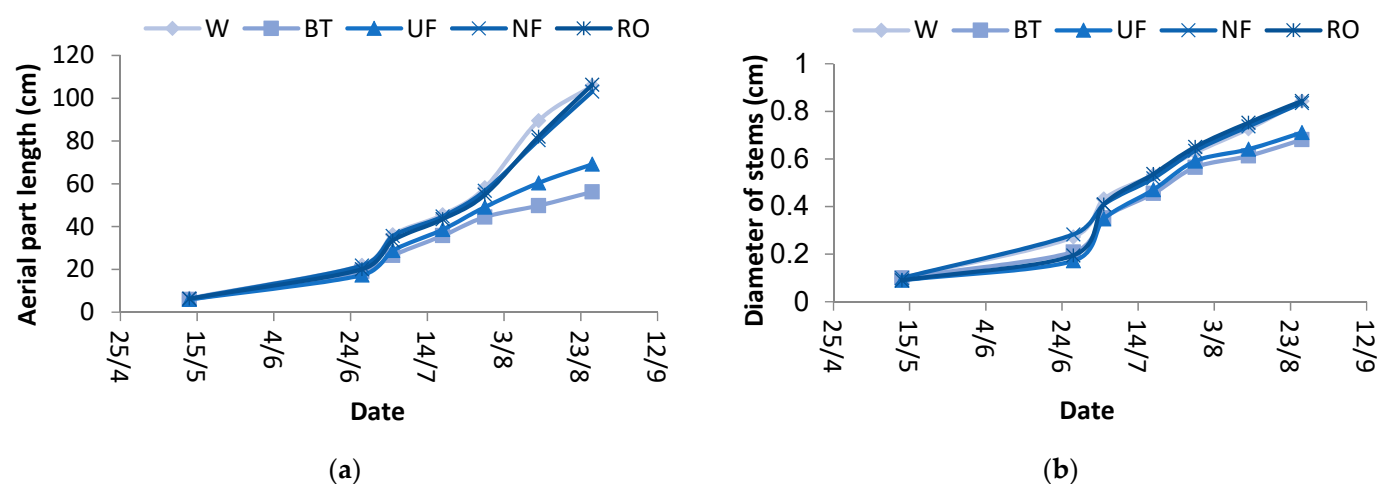 W BT UF NF RO
Aerial part length (cm)
120
100
80
60
40
20
0
25/4 15/5 4/6 24/6 14/7 3/8 23/8 12/9
Date
(a)
W BT UF NF RO
Diameter of stems (cm)
1
0.8
0.6
0.4
0.2
0
25/4 15/5 4/6 24/6 14/7 3/8 23/8 12/9
Date
(b)